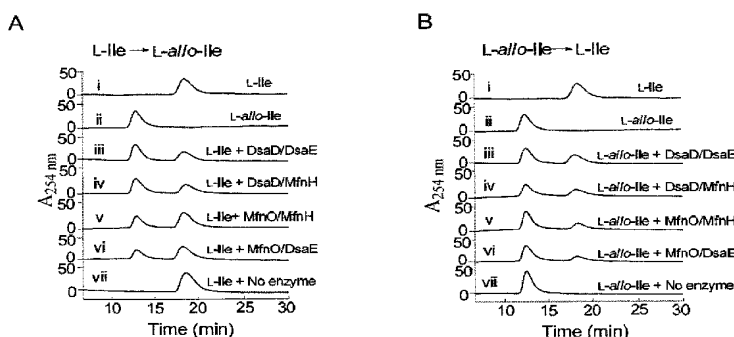 A
L-Ile → L-allo-Ile
50
0
i
L-Ile
50
0
ii
L-allo-Ile
50
0
iii
L-Ile + DsaD/DsaE
50
0
iv
L-Ile + DsaD/MfnH
50
0
v
L-Ile+ MfnO/MfnH
50
0
vi
L-Ile + MfnO/DsaE
50
0
vii
L-Ile + No enzyme
A254 nm
10 15 20 25 30
Time (min)
B
L-allo-Ile → L-Ile
50
0
i
L-Ile
50
0
ii
L-allo-Ile
50
0
iii
L-allo-Ile + DsaD/DsaE
50
0
iv
L-allo-Ile + DsaD/MfnH
50
0
v
L-allo-Ile + MfnO/MfnH
50
0
vi
L-allo-Ile + MfnO/DsaE
50
0
vii
L-allo-Ile + No enzyme
A254 nm
10 15 20 25 30
Time (min)